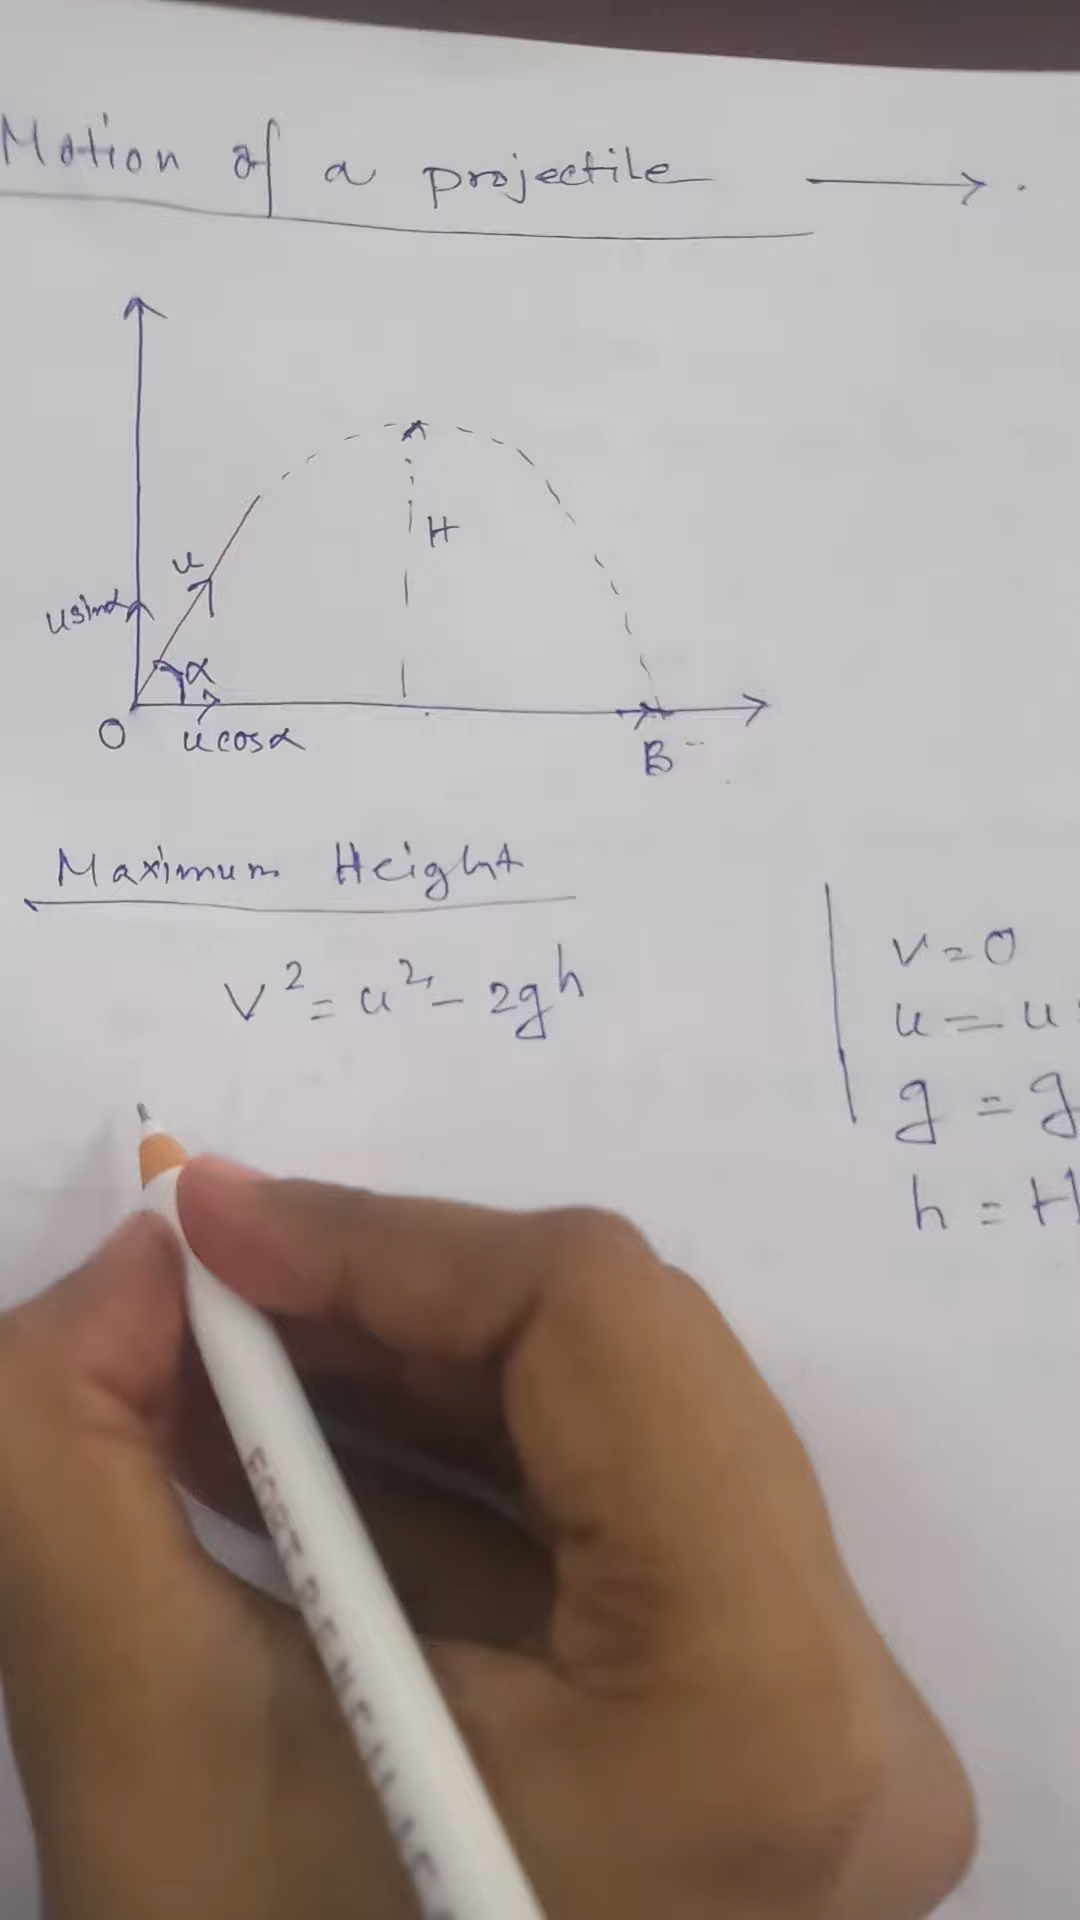 Motion of a projectile →.
u
H
usinα
α
O
ucosα
B
Maximum Height
v² = u² - 2gh
v = 0
u = u
g = g
h = H